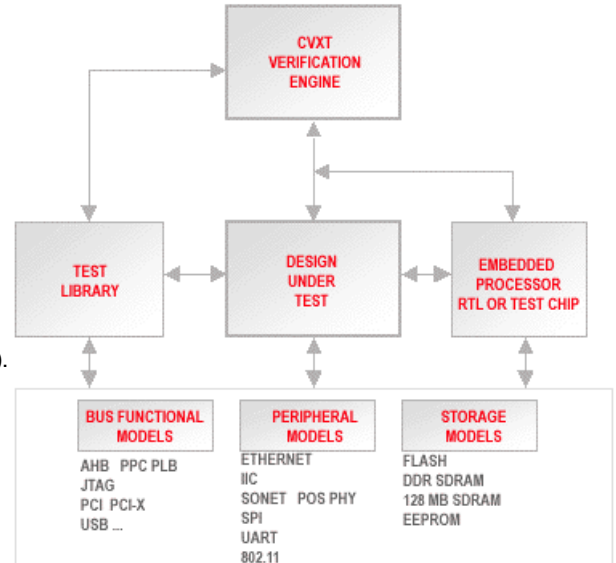 CVXT
VERIFICATION
ENGINE
TEST
LIBRARY
DESIGN
UNDER
TEST
EMBEDDED
PROCESSOR
RTL OR TEST CHIP
).
BUS FUNCTIONAL
MODELS
AHB PPC PLB
JTAG
PCI PCI-X
USB ...
PERIPHERAL
MODELS
ETHERNET
IIC
SONET POS PHY
SPI
UART
802.11
STORAGE
MODELS
FLASH
DDR SDRAM
128 MB SDRAM
EEPROM